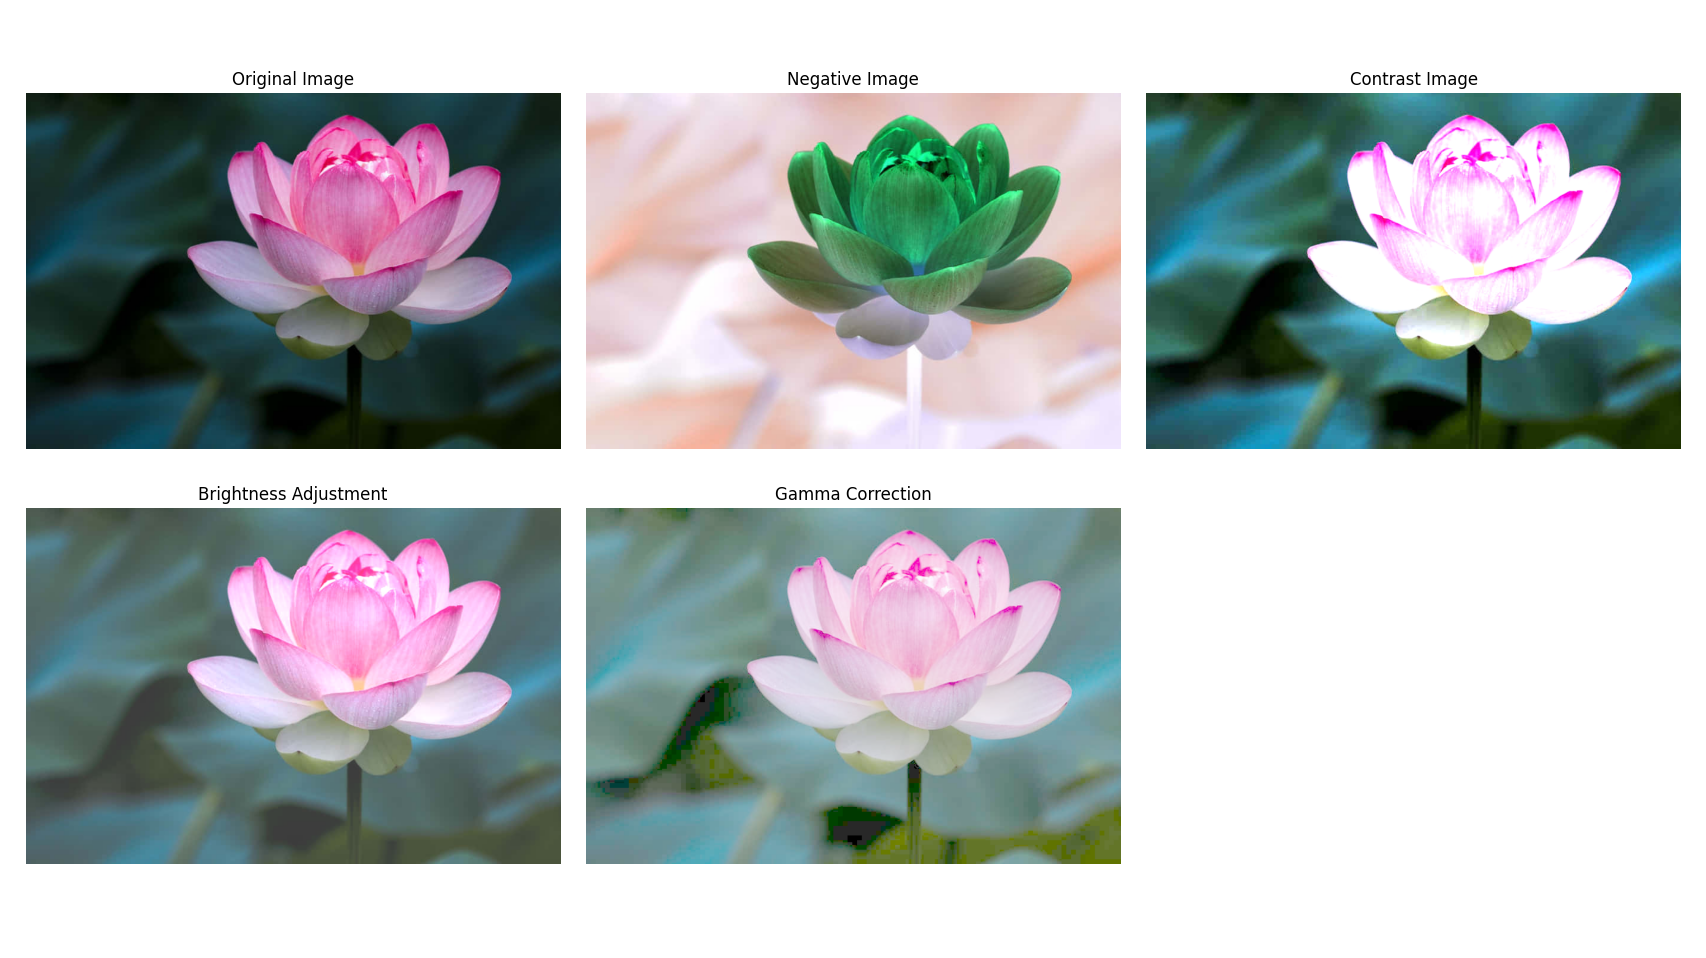 Original Image
Negative Image
Contrast Image
Brightness Adjustment
Gamma Correction